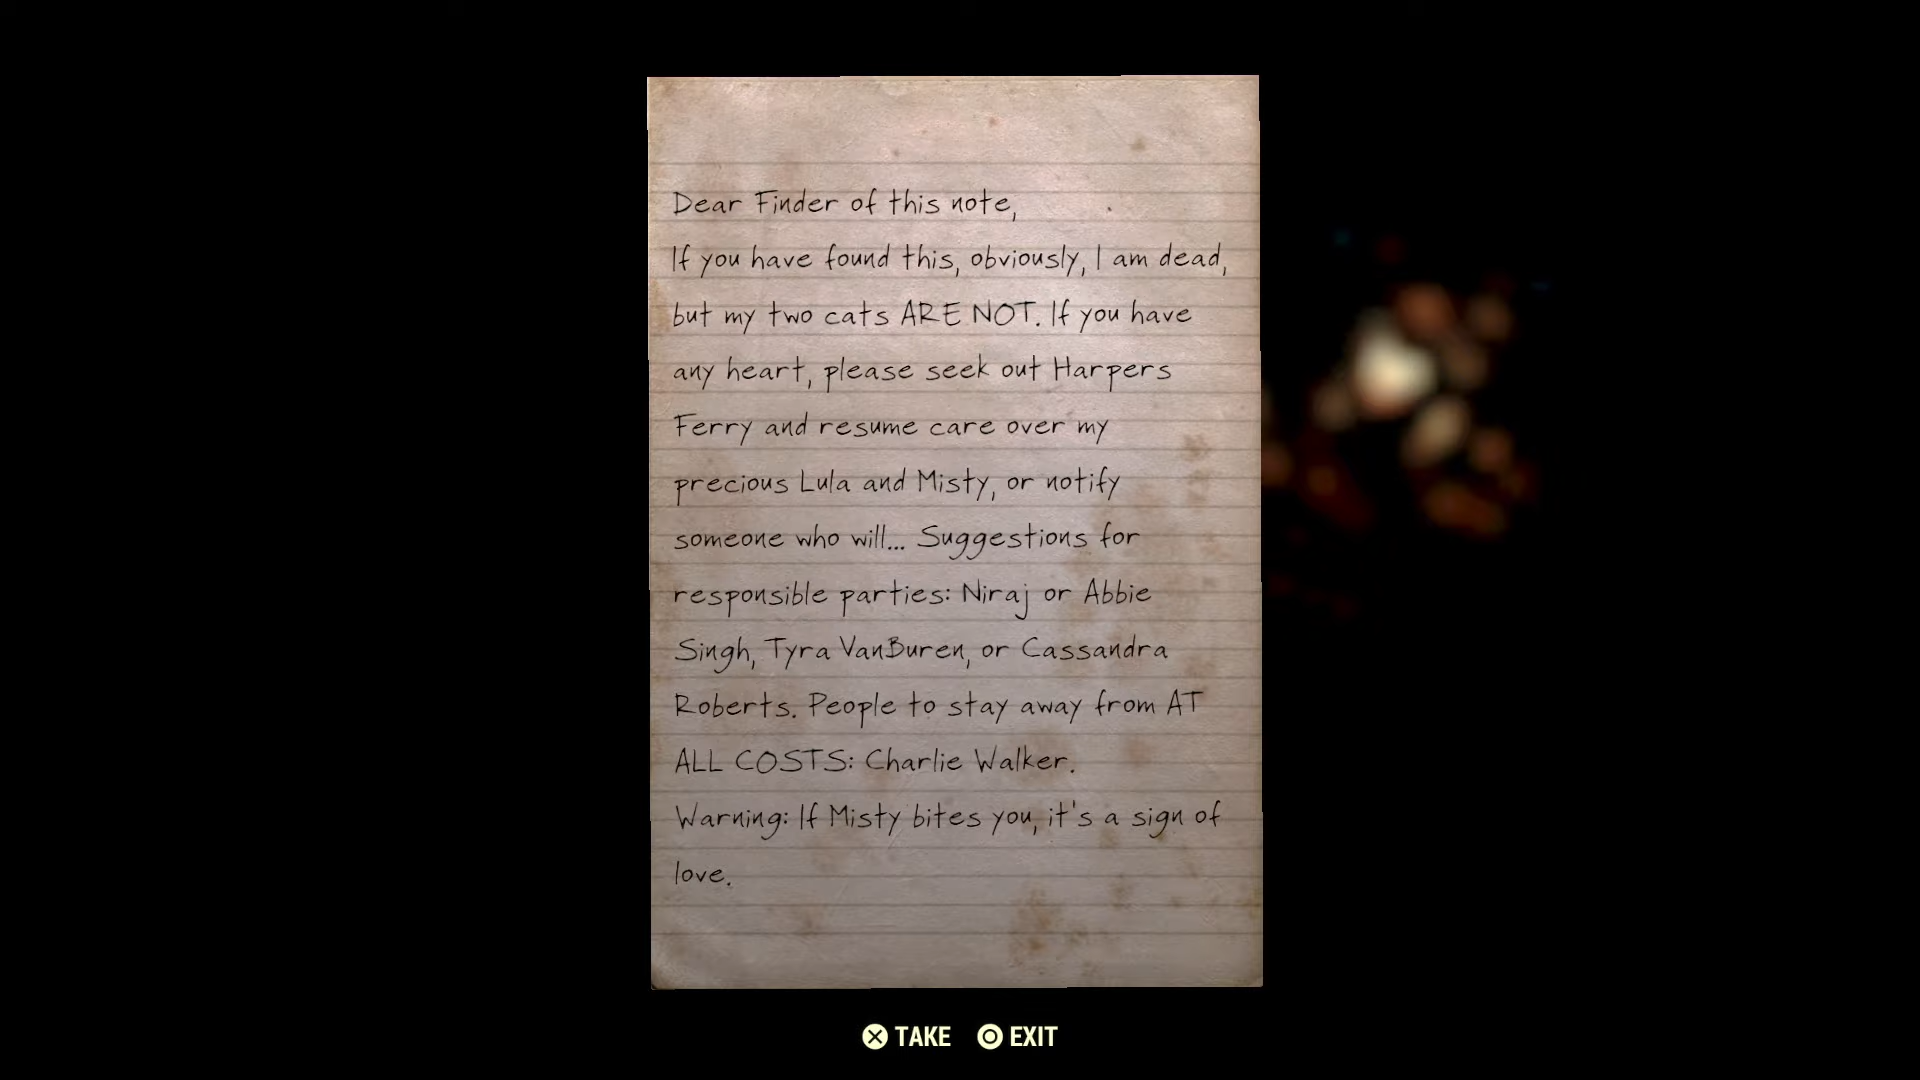 Dear Finder of this note,
If you have found this, obviously, I am dead,
but my two cats ARE NOT. If you have
any heart, please seek out Harpers
Ferry and resume care over my
precious Lula and Misty, or notify
someone who will... Suggestions for
responsible parties: Niraj or Abbie
Singh, Tyra VanBuren, or Cassandra
Roberts. People to stay away from AT
ALL COSTS: Charlie Walker.
Warning: If Misty bites you, it's a sign of
love.
TAKE EXIT